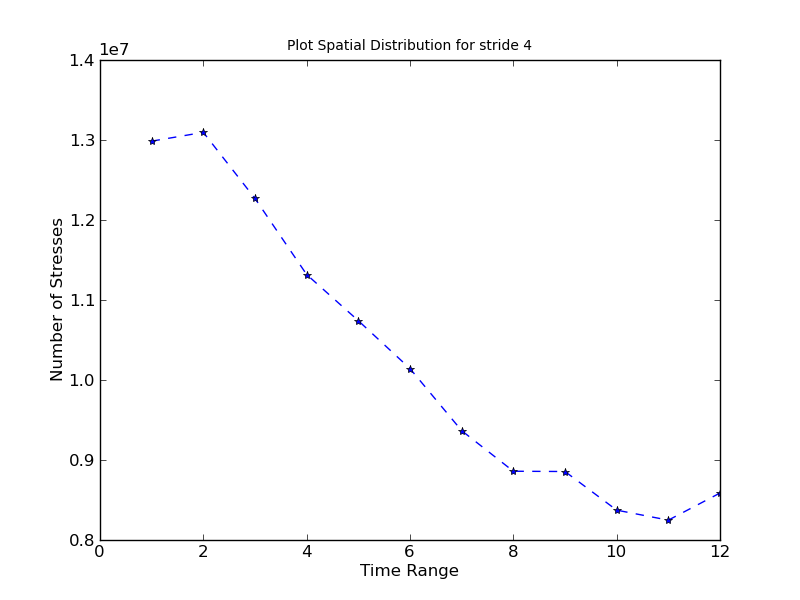 Plot Spatial Distribution for stride 4
1e7
1.4
1.3
1.2
1.1
1.0
0.9
0.8
Number of Stresses
0 2 4 6 8 10 12
Time Range